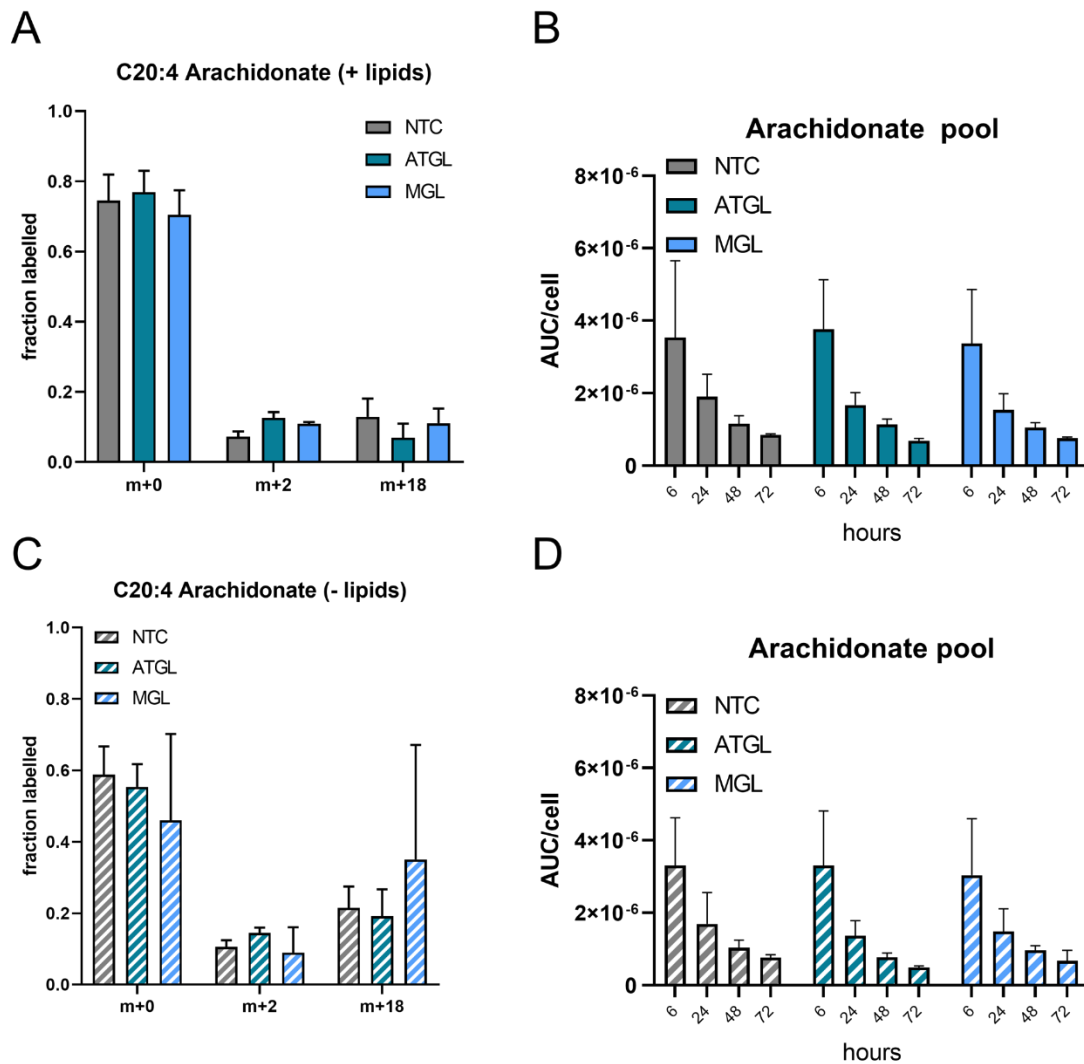 A
C20:4 Arachidonate (+ lipids)
fraction labelled
1.0
0.8
0.6
0.4
0.2
0.0
NTC
ATGL
MGL
m+0 m+2 m+18
B
Arachidonate pool
AUC/cell
8×10⁻⁶
6×10⁻⁶
4×10⁻⁶
2×10⁻⁶
0
NTC
ATGL
MGL
6 24 48 72 6 24 48 72 6 24 48 72
hours
C
C20:4 Arachidonate (- lipids)
fraction labelled
1.0
0.8
0.6
0.4
0.2
0.0
NTC
ATGL
MGL
m+0 m+2 m+18
D
Arachidonate pool
AUC/cell
8×10⁻⁶
6×10⁻⁶
4×10⁻⁶
2×10⁻⁶
0
NTC
ATGL
MGL
6 24 48 72 6 24 48 72 6 24 48 72
hours